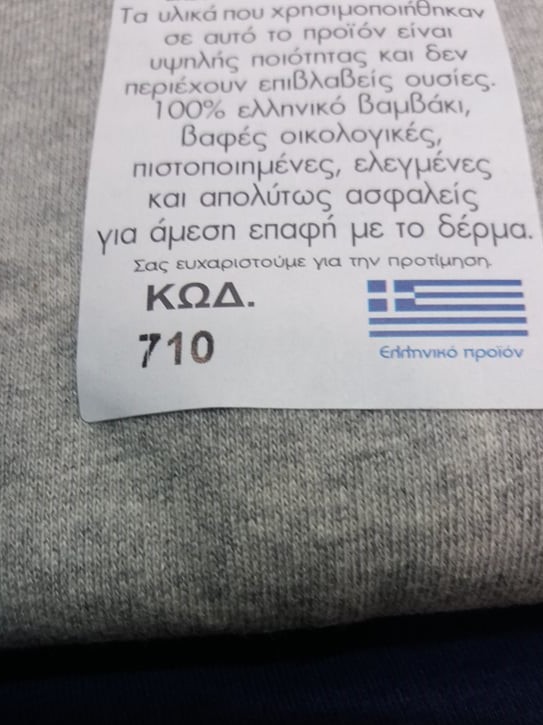 Τα υλικά που χρησιμοποιήθηκαν
σε αυτό το προϊόν είναι
υψηλής ποιότητας και δεν
περιέχουν επιβλαβείς ουσίες.
100% ελληνικό βαμβάκι,
βαφές οικολογικές,
πιστοποιημένες, ελεγμένες
και απολύτως ασφαλείς
για άμεση επαφή με το δέρμα.
Σας ευχαριστούμε για την προτίμηση.
ΚΩΔ.
710
Ελληνικό προϊόν